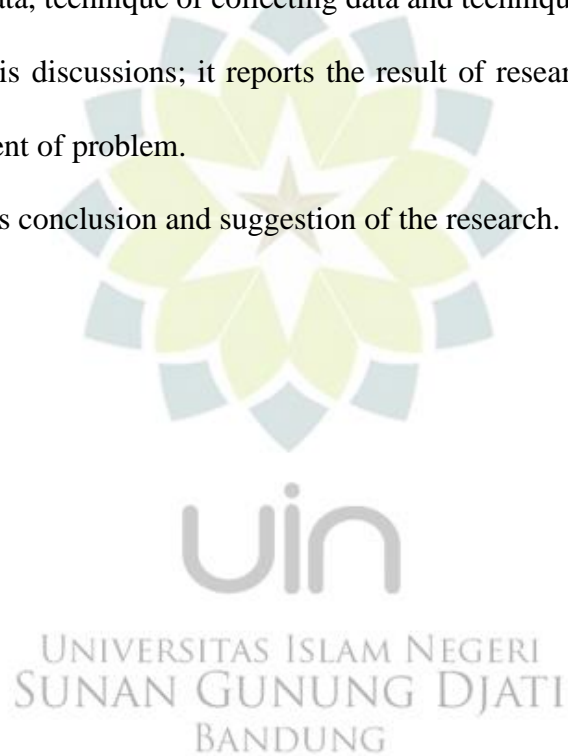 technique of collecting data and technique
is discussions; it reports the result of resear
ent of problem.
s conclusion and suggestion of the research.
uin
UNIVERSITAS ISLAM NEGERI
SUNAN GUNUNG DJATI
BANDUNG